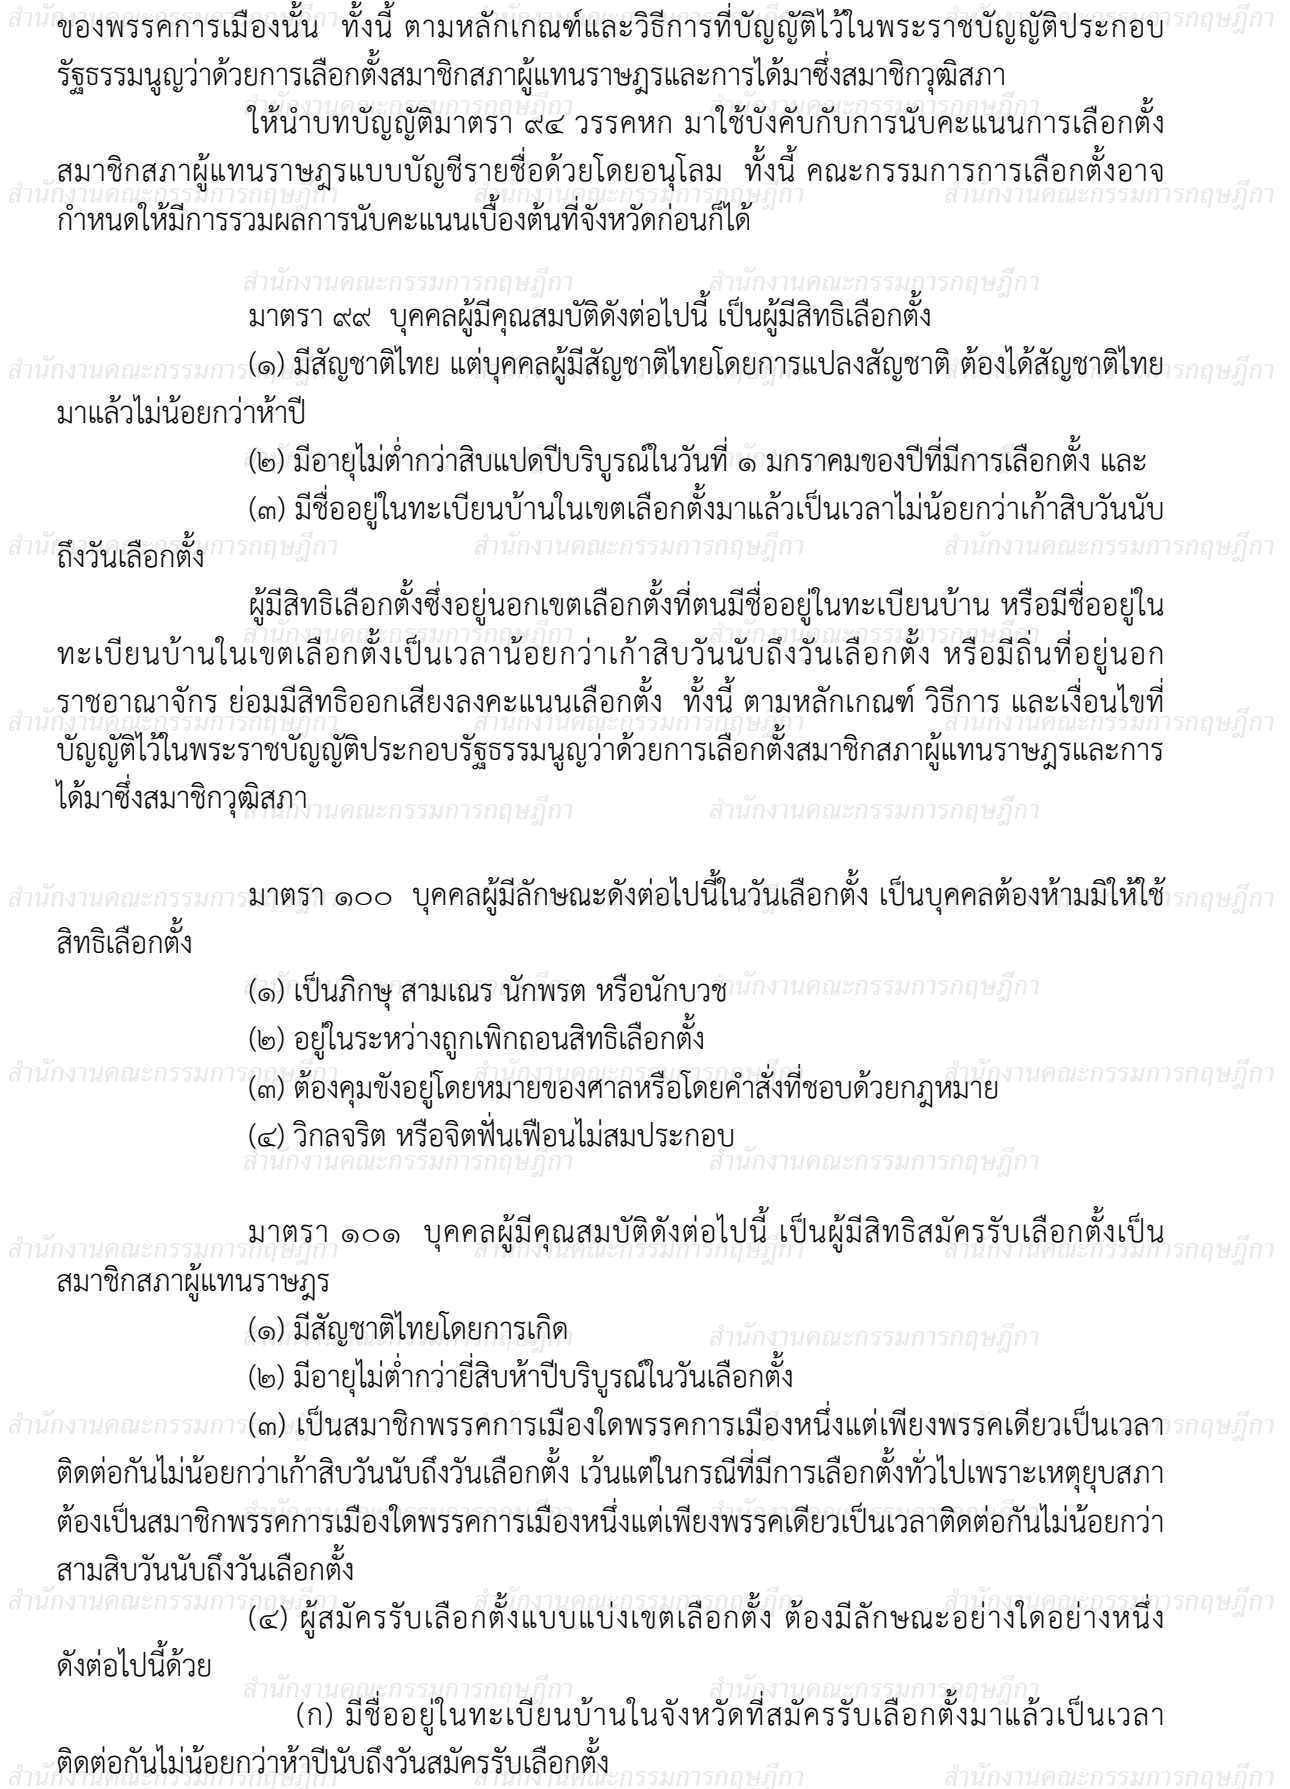 ของพรรคการเมืองนั้น ทั้งนี้ ตามหลักเกณฑ์และวิธีการที่บัญญัติไว้ในพระราชบัญญัติประกอบ
รัฐธรรมนูญว่าด้วยการเลือกตั้งสมาชิกสภาผู้แทนราษฎรและการได้มาซึ่งสมาชิกวุฒิสภา
ให้นำบทบัญญัติมาตรา ๙๔ วรรคหก มาใช้บังคับกับการนับคะแนนการเลือกตั้ง
สมาชิกสภาผู้แทนราษฎรแบบบัญชีรายชื่อด้วยโดยอนุโลม ทั้งนี้ คณะกรรมการการเลือกตั้งอาจ
กำหนดให้มีการรวมผลการนับคะแนนเบื้องต้นที่จังหวัดก่อนก็ได้
มาตรา ๙๙ บุคคลผู้มีคุณสมบัติดังต่อไปนี้ เป็นผู้มีสิทธิเลือกตั้ง
(๑) มีสัญชาติไทย แต่บุคคลผู้มีสัญชาติไทยโดยการแปลงสัญชาติ ต้องได้สัญชาติไทย
มาแล้วไม่น้อยกว่าห้าปี
(๒) มีอายุไม่ต่ำกว่าสิบแปดปีบริบูรณ์ในวันที่ ๑ มกราคมของปีที่มีการเลือกตั้ง และ
(๓) มีชื่ออยู่ในทะเบียนบ้านในเขตเลือกตั้งมาแล้วเป็นเวลาไม่น้อยกว่าเก้าสิบวันนับ
ถึงวันเลือกตั้ง
ผู้มีสิทธิเลือกตั้งซึ่งอยู่นอกเขตเลือกตั้งที่ตนมีชื่ออยู่ในทะเบียนบ้าน หรือมีชื่ออยู่ใน
ทะเบียนบ้านในเขตเลือกตั้งเป็นเวลาน้อยกว่าเก้าสิบวันนับถึงวันเลือกตั้ง หรือมีถิ่นที่อยู่นอก
ราชอาณาจักร ย่อมมีสิทธิออกเสียงลงคะแนนเลือกตั้ง ทั้งนี้ ตามหลักเกณฑ์ วิธีการ และเงื่อนไขที่
บัญญัติไว้ในพระราชบัญญัติประกอบรัฐธรรมนูญว่าด้วยการเลือกตั้งสมาชิกสภาผู้แทนราษฎรและการ
ได้มาซึ่งสมาชิกวุฒิสภา
มาตรา ๑๐๐ บุคคลผู้มีลักษณะดังต่อไปนี้ในวันเลือกตั้ง เป็นบุคคลต้องห้ามมิให้ใช้
สิทธิเลือกตั้ง
(๑) เป็นภิกษุ สามเณร นักพรต หรือนักบวช
(๒) อยู่ในระหว่างถูกเพิกถอนสิทธิเลือกตั้ง
(๓) ต้องคุมขังอยู่โดยหมายของศาลหรือโดยคำสั่งที่ชอบด้วยกฎหมาย
(๔) วิกลจริต หรือจิตฟั่นเฟือนไม่สมประกอบ
มาตรา ๑๐๑ บุคคลผู้มีคุณสมบัติดังต่อไปนี้ เป็นผู้มีสิทธิสมัครรับเลือกตั้งเป็น
สมาชิกสภาผู้แทนราษฎร
(๑) มีสัญชาติไทยโดยการเกิด
(๒) มีอายุไม่ต่ำกว่ายี่สิบห้าปีบริบูรณ์ในวันเลือกตั้ง
(๓) เป็นสมาชิกพรรคการเมืองใดพรรคการเมืองหนึ่งแต่เพียงพรรคเดียวเป็นเวลา
ติดต่อกันไม่น้อยกว่าเก้าสิบวันนับถึงวันเลือกตั้ง เว้นแต่ในกรณีที่มีการเลือกตั้งทั่วไปเพราะเหตุยุบสภา
ต้องเป็นสมาชิกพรรคการเมืองใดพรรคการเมืองหนึ่งแต่เพียงพรรคเดียวเป็นเวลาติดต่อกันไม่น้อยกว่า
สามสิบวันนับถึงวันเลือกตั้ง
(๔) ผู้สมัครรับเลือกตั้งแบบแบ่งเขตเลือกตั้ง ต้องมีลักษณะอย่างใดอย่างหนึ่ง
ดังต่อไปนี้ด้วย
(ก) มีชื่ออยู่ในทะเบียนบ้านในจังหวัดที่สมัครรับเลือกตั้งมาแล้วเป็นเวลา
ติดต่อกันไม่น้อยกว่าห้าปีนับถึงวันสมัครรับเลือกตั้ง